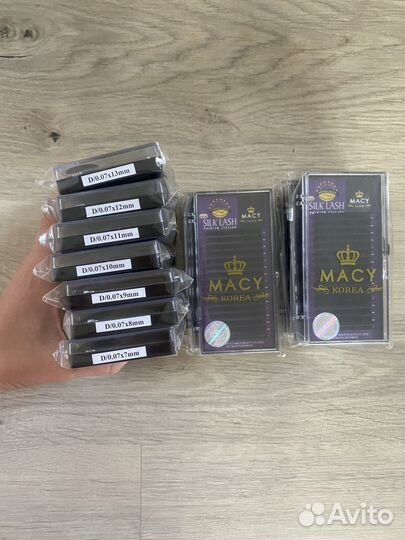 D/0.07x13mm
D/0.07x12mm
D/0.07x11mm
D/0.07x10mm
D/0.07x9mm
D/0.07x8mm
D/0.07x7mm
SILK LASH
MACY
MACY
KOREA
SILK LASH
MACY
MACY
KOREA
Avito